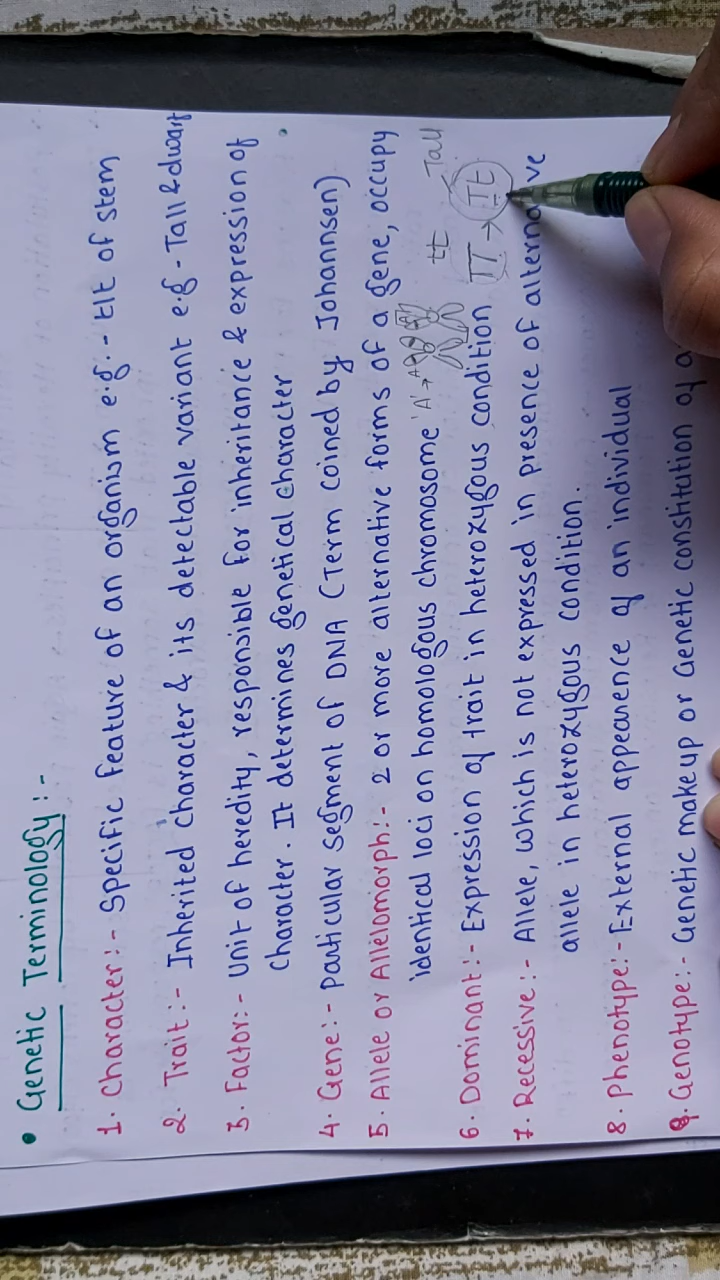 • Genetic Terminology :-
1. Character:- Specific feature of an organism e.g.:- Ht of stem
2. Trait :- Inherited character & its detectable variant e.g - Tall & dwarf
3. Factor:- Unit of heredity, responsible for inheritance & expression of
character. It determines genetical character
4. Gene:- Particular segment of DNA (Term coined by Johannsen)
5. Allele or Allelomorph:- 2 or more alternative forms of a gene, occupy
identical loci on homologous chromosome 'A' → A A tt Tall
6. Dominant :- Expression of trait in heterozygous condition TT → Tt
7. Recessive :- Allele, which is not expressed in presence of alternative
allele in heterozygous condition.
8. Phenotype:- External appearence of an individual
9. Genotype:- Genetic makeup or Genetic constitution of a